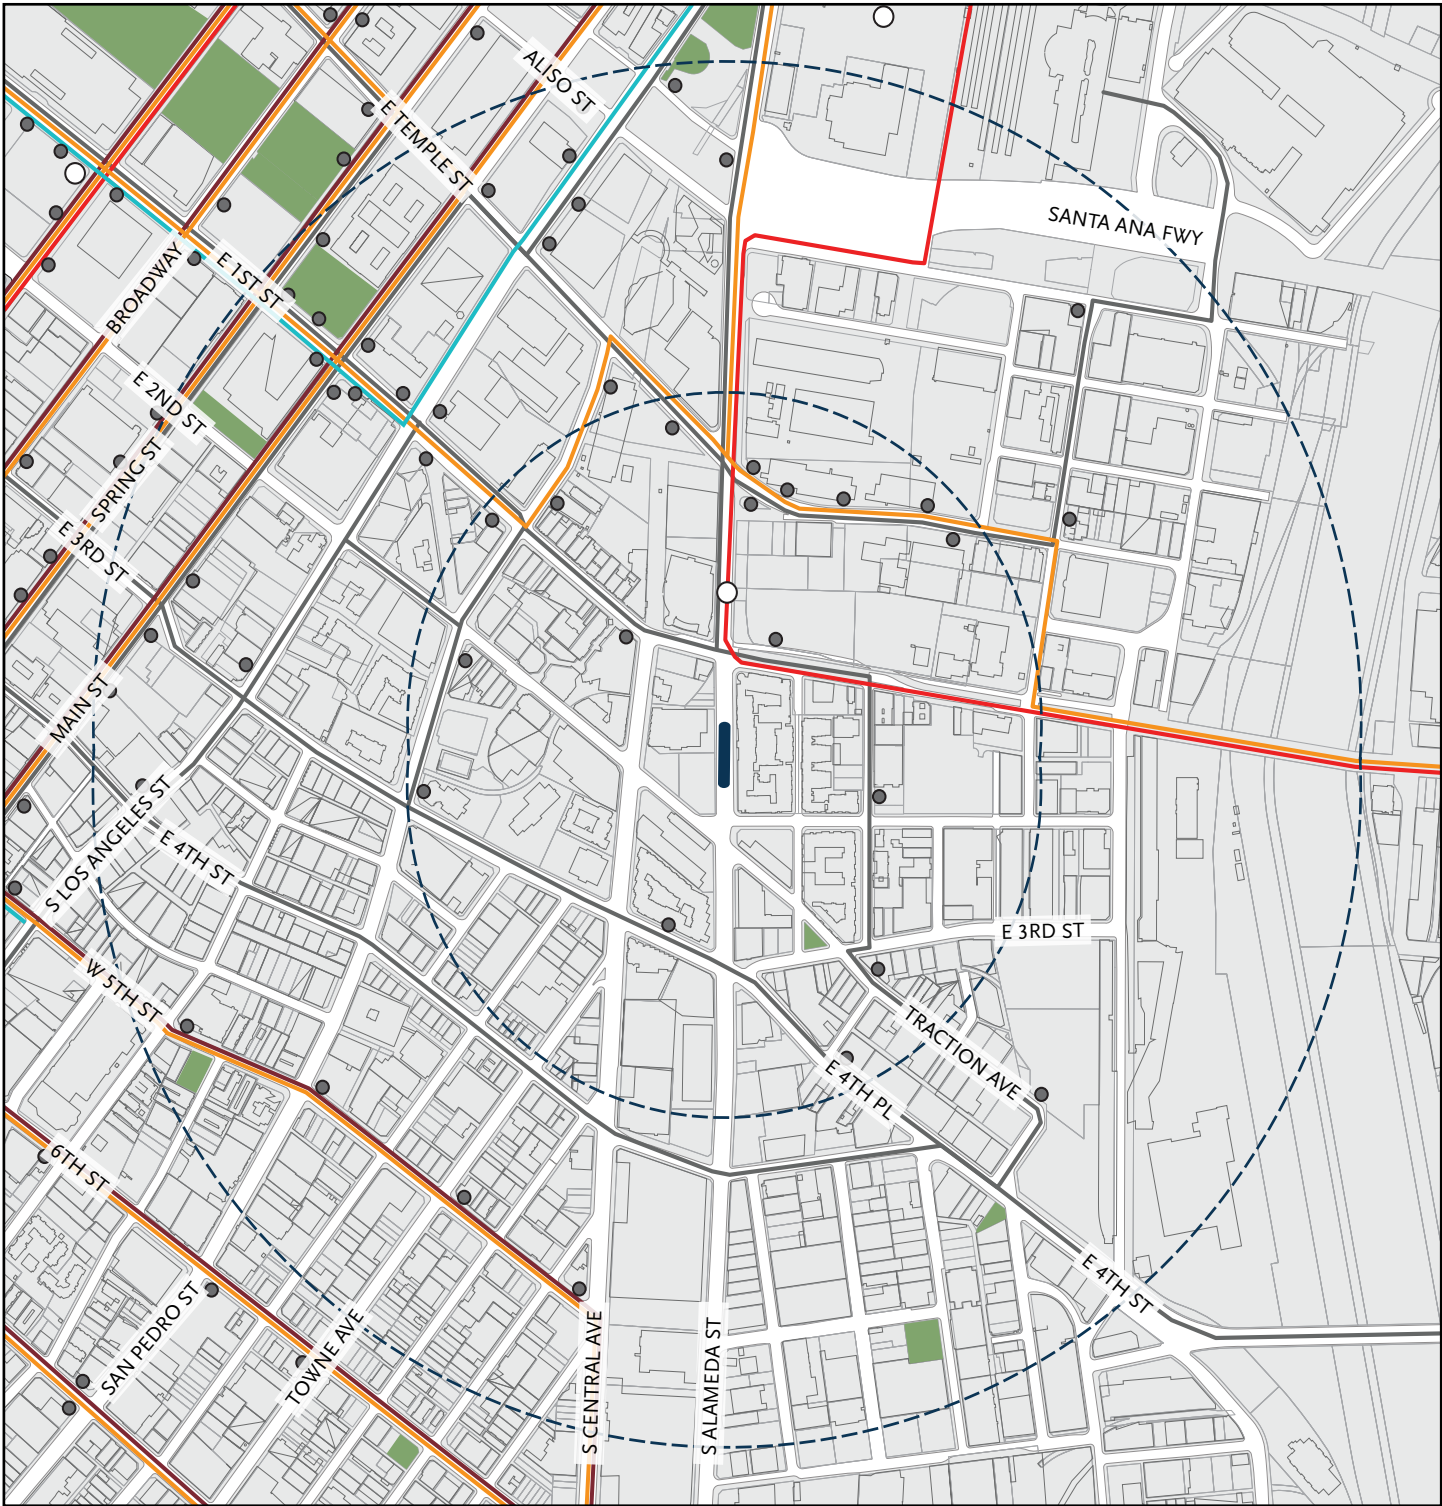 ALISO ST
E TEMPLE ST
SANTA ANA FWY
BROADWAY
E 1ST ST
E 2ND ST
SPRING ST
E 3RD ST
MAIN ST
S LOS ANGELES ST
E 4TH ST
E 3RD ST
W 5TH ST
TRACTION AVE
E 4TH PL
6TH ST
E 4TH ST
SAN PEDRO ST
TOWNE AVE
S CENTRAL AVE
S ALAMEDA ST